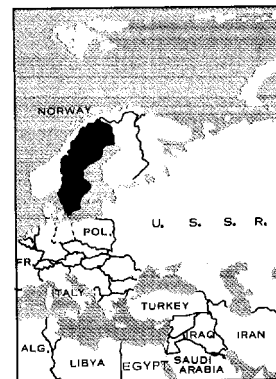 NORWAY
U. S. S. R.
POL.
FR.
ITALY
TURKEY
IRAQ
IRAN
ALG.
LIBYA
EGYPT
SAUDI
ARABIA